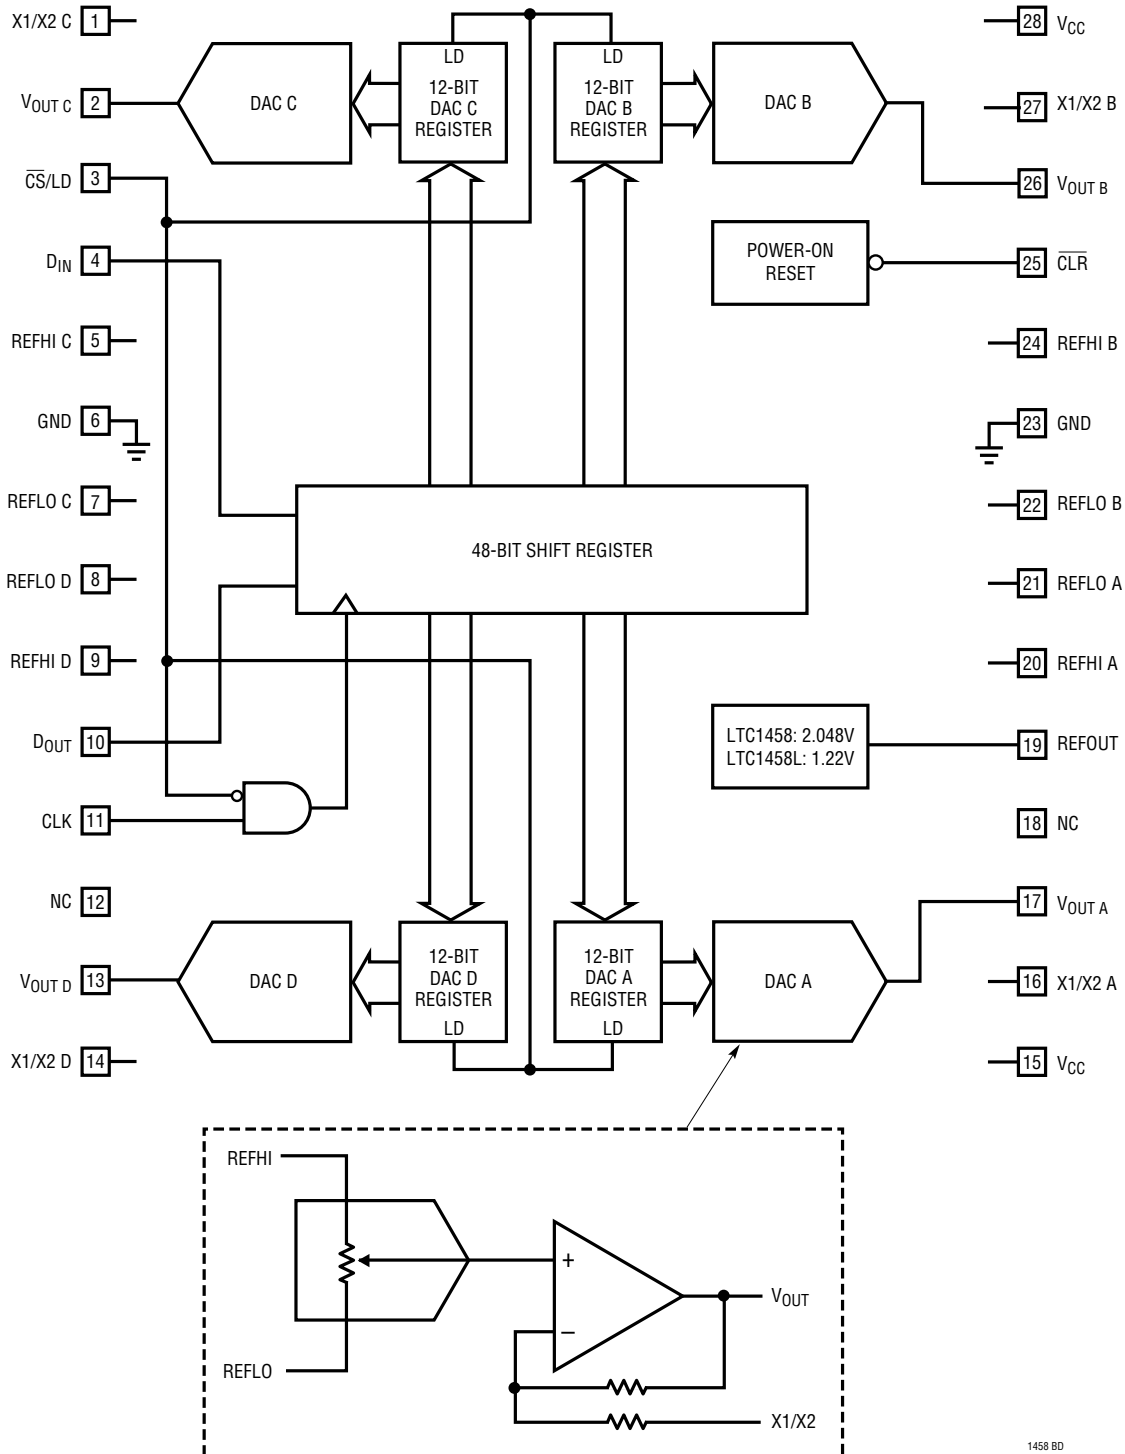 X1/X2 C 1
28 VCC
LD
12-BIT
DAC C
REGISTER
LD
12-BIT
DAC B
REGISTER
DAC C
DAC B
VOUT C 2
27 X1/X2 B
CS/LD 3
26 VOUT B
DIN 4
POWER-ON
RESET
25 CLR
REFHI C 5
24 REFHI B
GND 6
23 GND
REFLO C 7
22 REFLO B
48-BIT SHIFT REGISTER
REFLO D 8
21 REFLO A
REFHI D 9
20 REFHI A
DOUT 10
LTC1458: 2.048V
LTC1458L: 1.22V
19 REFOUT
CLK 11
18 NC
NC 12
17 VOUT A
VOUT D 13
DAC D
12-BIT
DAC D
REGISTER
LD
12-BIT
DAC A
REGISTER
LD
DAC A
16 X1/X2 A
X1/X2 D 14
15 VCC
REFHI
+
VOUT
–
REFLO
X1/X2
1458 BD